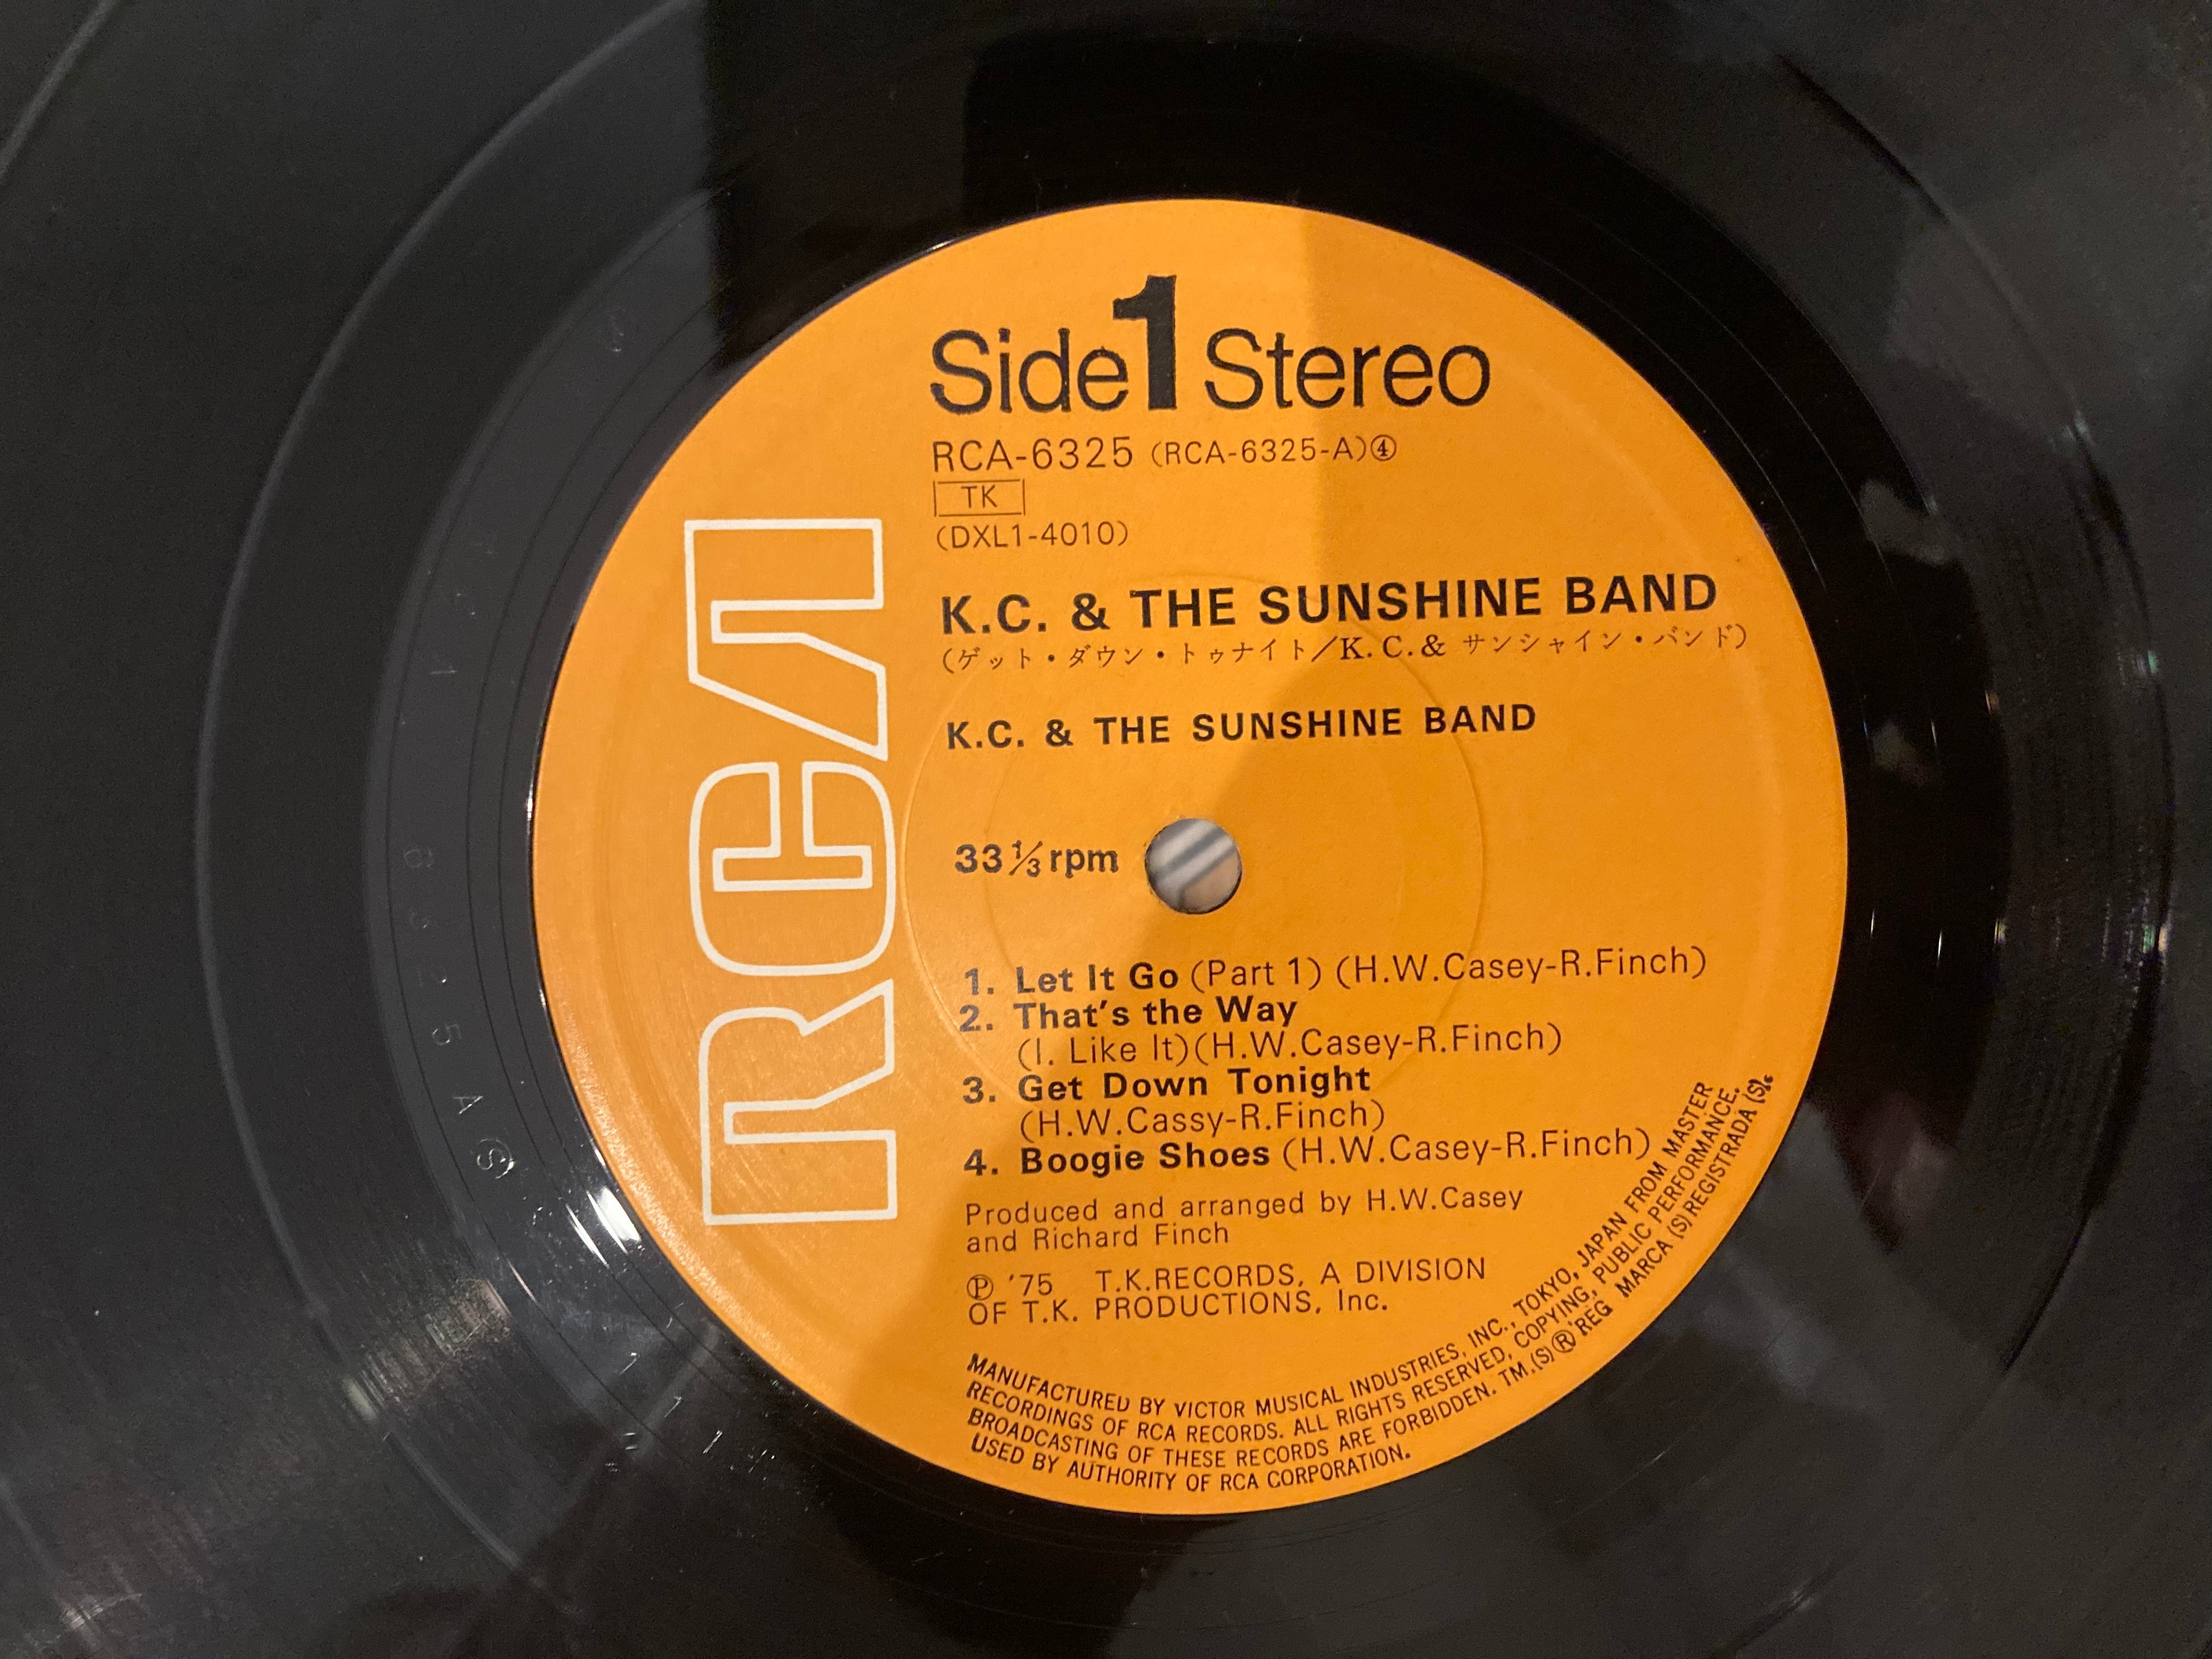 Side 1 Stereo
RCA-6325 (RCA-6325-A)④
TK
(DXL1-4010)
K.C. & THE SUNSHINE BAND
(ゲット・ダウン・トゥナイト／K.C.& サンシャイン・バンド)
K.C. & THE SUNSHINE BAND
RCA
33 1/3 rpm
1. Let It Go (Part 1) (H.W.Casey-R.Finch)
2. That's the Way
(I. Like It)(H.W.Casey-R.Finch)
3. Get Down Tonight
(H.W.Cassy-R.Finch)
4. Boogie Shoes (H.W.Casey-R.Finch)
Produced and arranged by H.W.Casey
and Richard Finch
℗ '75 T.K.RECORDS, A DIVISION
OF T.K. PRODUCTIONS, Inc.
MANUFACTURED BY VICTOR MUSICAL INDUSTRIES, INC., TOKYO, JAPAN FROM MASTER
RECORDINGS OF RCA RECORDS. ALL RIGHTS RESERVED, COPYING, PUBLIC PERFORMANCE,
BROADCASTING OF THESE RECORDS ARE FORBIDDEN. TM.(S)®'REG MARCA (S) REGISTRADA (S).
USED BY AUTHORITY OF RCA CORPORATION.
6325 A Ⓢ